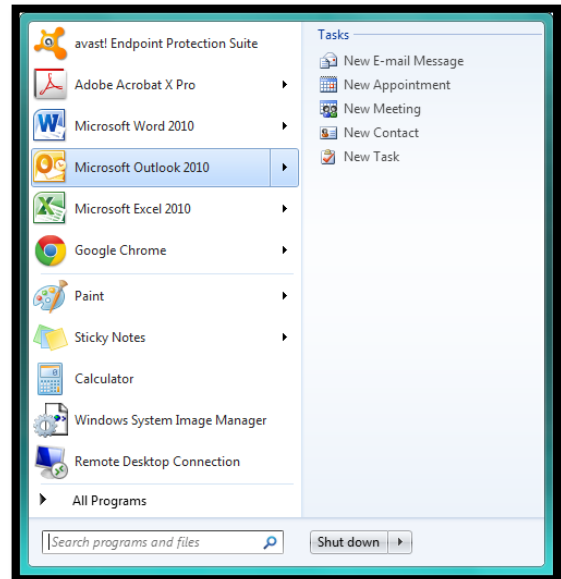 avast! Endpoint Protection Suite
Adobe Acrobat X Pro
Microsoft Word 2010
Microsoft Outlook 2010
Microsoft Excel 2010
Google Chrome
Paint
Sticky Notes
Calculator
Windows System Image Manager
Remote Desktop Connection
All Programs
Search programs and files
Tasks
New E-mail Message
New Appointment
New Meeting
New Contact
New Task
Shut down